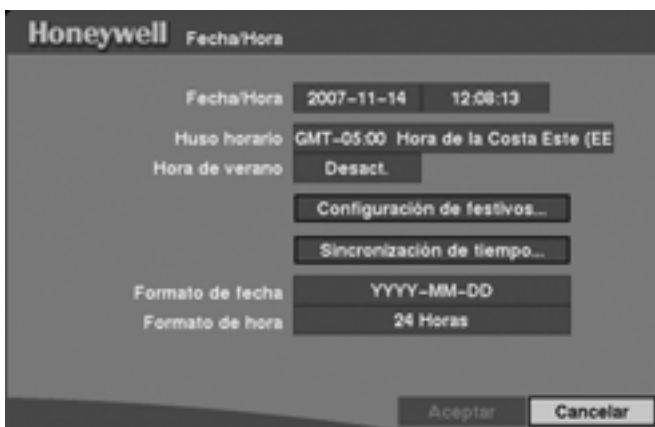 Honeywell Fecha/Hora
Fecha/Hora 2007-11-14 12:08:13
Huso horario GMT-05:00 Hora de la Costa Este (EE
Hora de verano Desact.
Configuración de festivos...
Sincronización de tiempo...
Formato de fecha YYYY-MM-DD
Formato de hora 24 Horas
Aceptar Cancelar